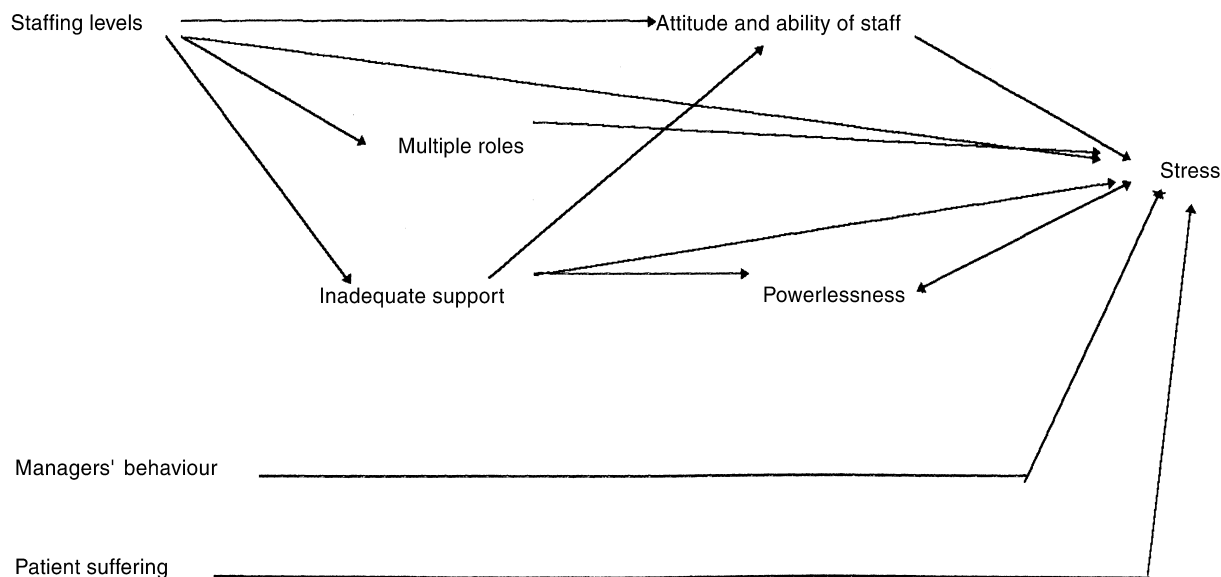 Staffing levels
Attitude and ability of staff
Multiple roles
Stress
Inadequate support
Powerlessness
Managers' behaviour
Patient suffering